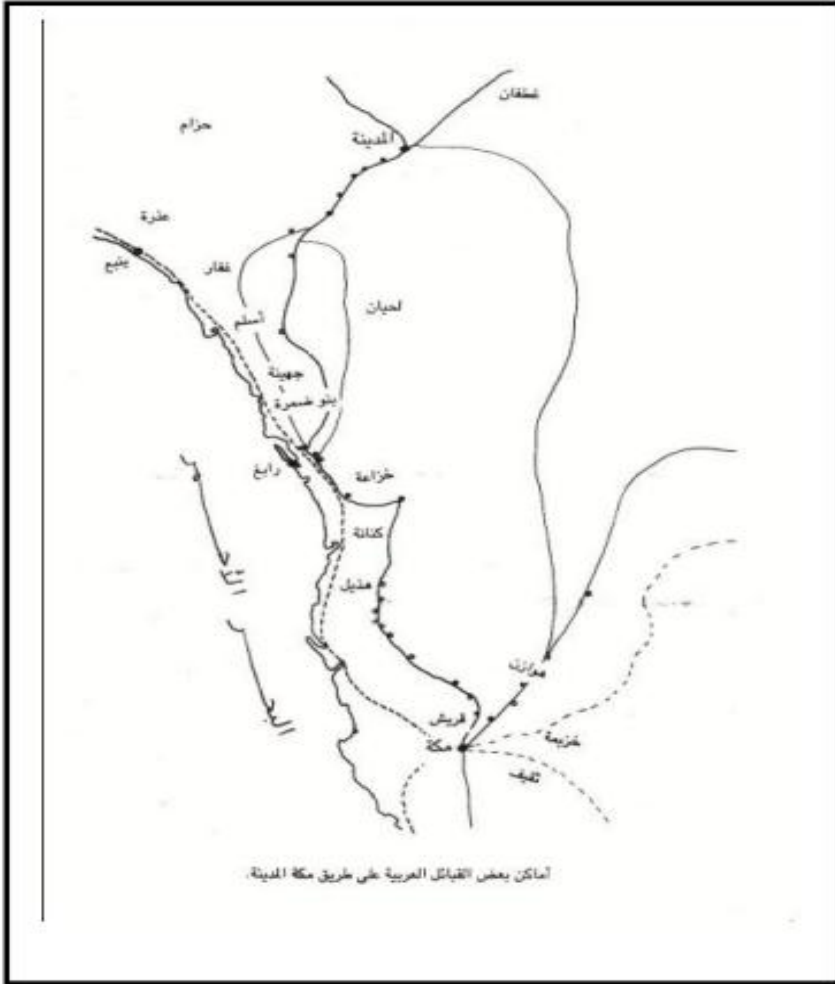 غطفان
حزام
المدينة
عذرة
ينبع
غفار
لحيان
أسلم
جهينة
بنو ضمرة
رابغ
خزاعة
كنانة
هذيل
البحر الأحمر
هوازن
قريش
خزيمة
مكة
ثقيف
أماكن بعض القبائل العربية على طريق مكة المدينة.